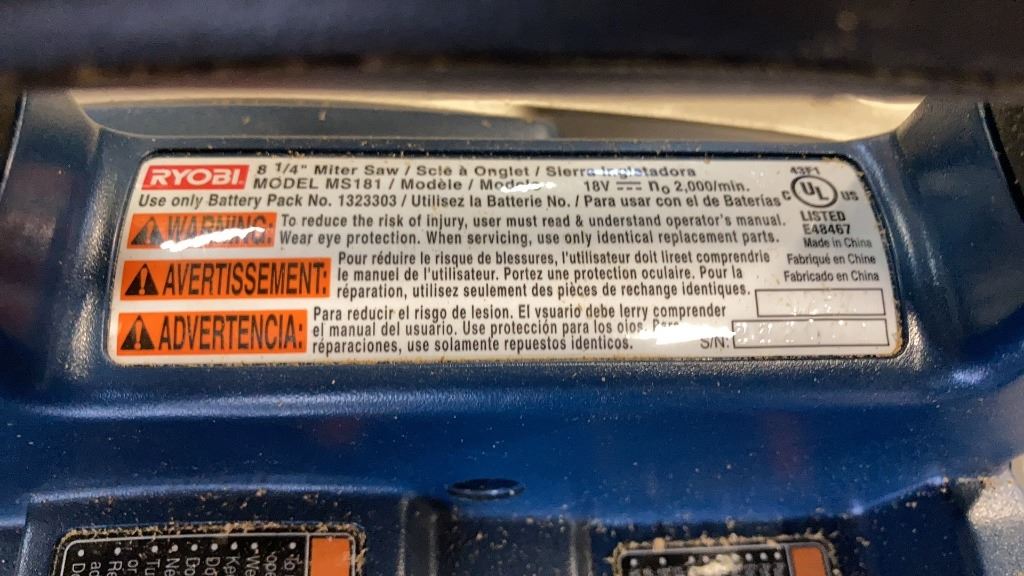 RYOBI 8 1/4" Miter Saw / Scìe à Onglet / Sierra Ingletadora
MODEL MS181 / Modèle / Modelo 18V n₀ 2,000/min.
Use only Battery Pack No. 1323303 / Utilisez la Batterie No. / Para usar con el de Baterías
43F1
C UL US
LISTED
E48467
Made in China
Fabriqué en Chine
Fabricado en China
WARNING: To reduce the risk of injury, user must read & understand operator's manual.
Wear eye protection. When servicing, use only identical replacement parts.
AVERTISSEMENT: Pour réduire le risque de blessures, l'utilisateur doit lireet comprendrie
le manuel de l'utilisateur. Portez une protection oculaire. Pour la
réparation, utilisez seulement des pièces de rechange identiques.
ADVERTENCIA: Para reducir el risgo de lesion. El vsuario debe lerry comprender
el manual del usuario. Use protección para los ojos. Para
réparaciones, use solamente repuestos identicos.
S/N: